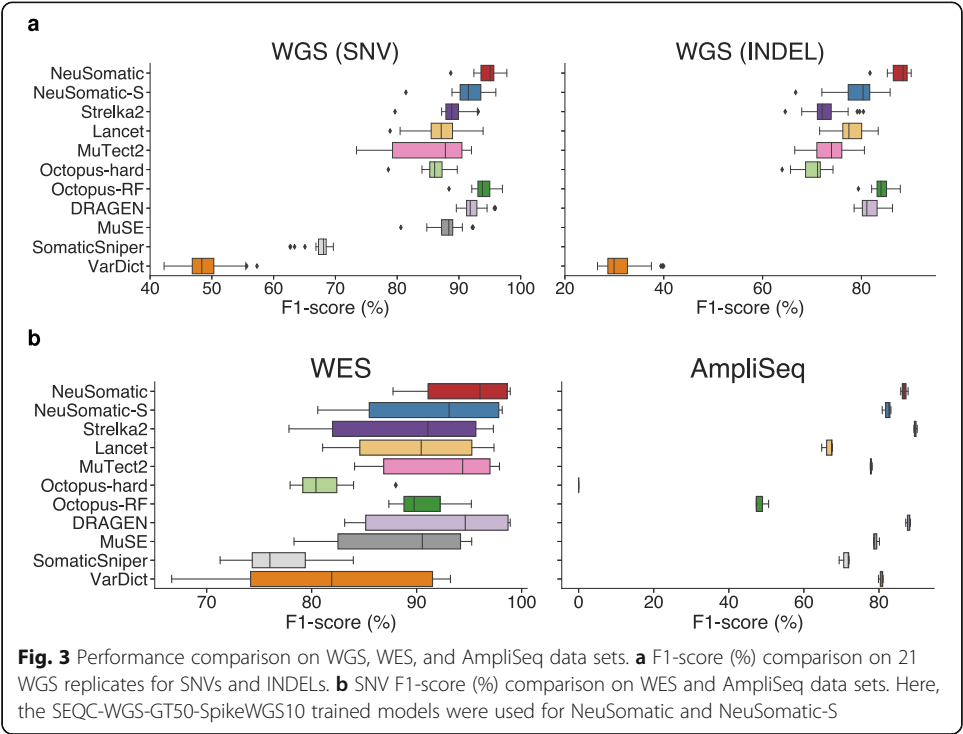 a
WGS (SNV)
WGS (INDEL)
NeuSomatic
NeuSomatic-S
Strelka2
Lancet
MuTect2
Octopus-hard
Octopus-RF
DRAGEN
MuSE
SomaticSniper
VarDict
40 50 60 70 80 90 100
F1-score (%)
20 40 60 80
F1-score (%)
b
WES
AmpliSeq
NeuSomatic
NeuSomatic-S
Strelka2
Lancet
MuTect2
Octopus-hard
Octopus-RF
DRAGEN
MuSE
SomaticSniper
VarDict
70 80 90 100
F1-score (%)
0 20 40 60 80
F1-score (%)
Fig. 3 Performance comparison on WGS, WES, and AmpliSeq data sets. a F1-score (%) comparison on 21
WGS replicates for SNVs and INDELs. b SNV F1-score (%) comparison on WES and AmpliSeq data sets. Here,
the SEQC-WGS-GT50-SpikeWGS10 trained models were used for NeuSomatic and NeuSomatic-S